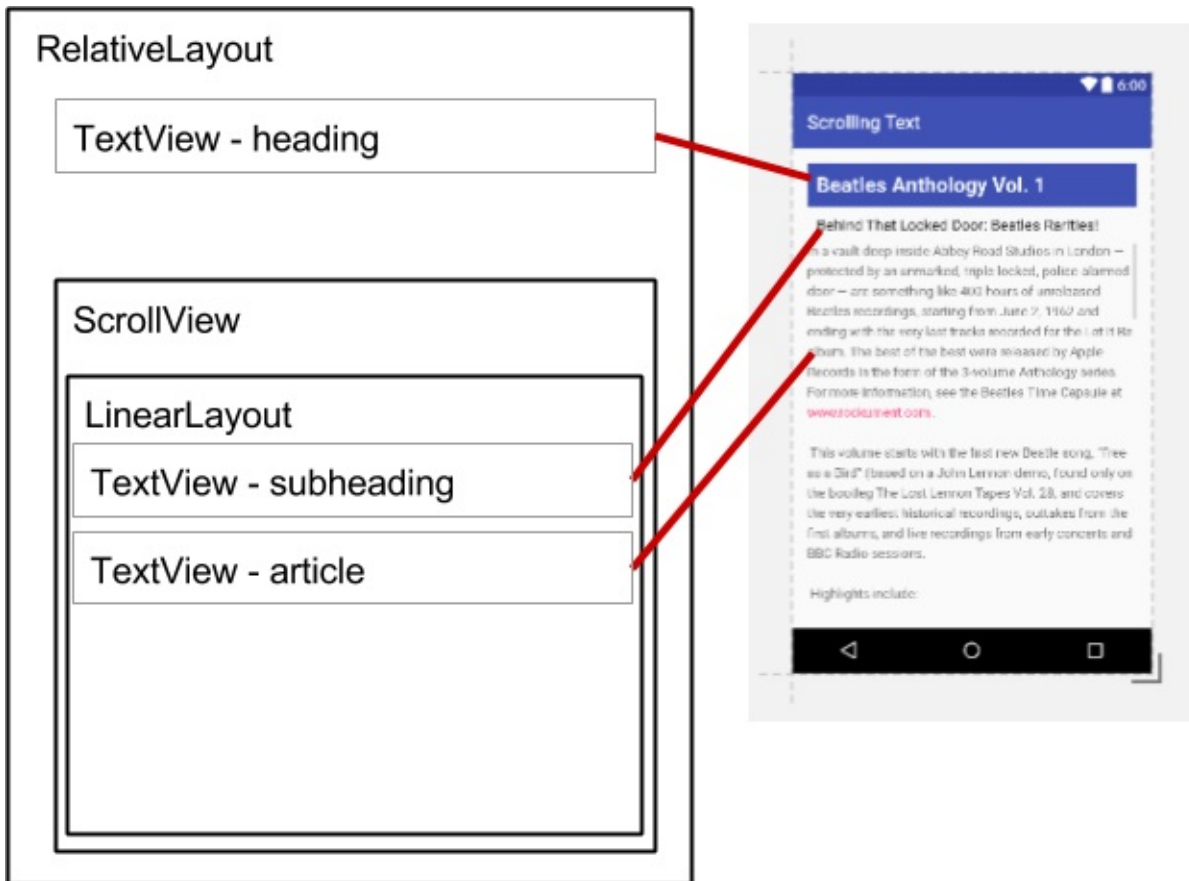 RelativeLayout
TextView - heading
ScrollView
LinearLayout
TextView - subheading
TextView - article
6:00
Scrolling Text
Beatles Anthology Vol. 1
Behind That Locked Door: Beatles Rarities!
In a vault deep inside Abbey Road Studios in London —
protected by an unmarked, triple locked, police alarmed
door — are something like 400 hours of unreleased
Beatles recordings, starting from June 2, 1962 and
ending with the very last tracks recorded for the Let It Be
album. The best of the best were released by Apple
Records in the form of the 3-volume Anthology series.
For more information, see the Beatles Time Capsule at
www.rockument.com.
This volume starts with the first new Beatle song, "Free
as a Bird" (based on a John Lennon demo, found only on
the bootleg The Lost Lennon Tapes Vol. 28, and covers
the very earliest historical recordings, outtakes from the
first albums, and live recordings from early concerts and
BBC Radio sessions.
Highlights include: